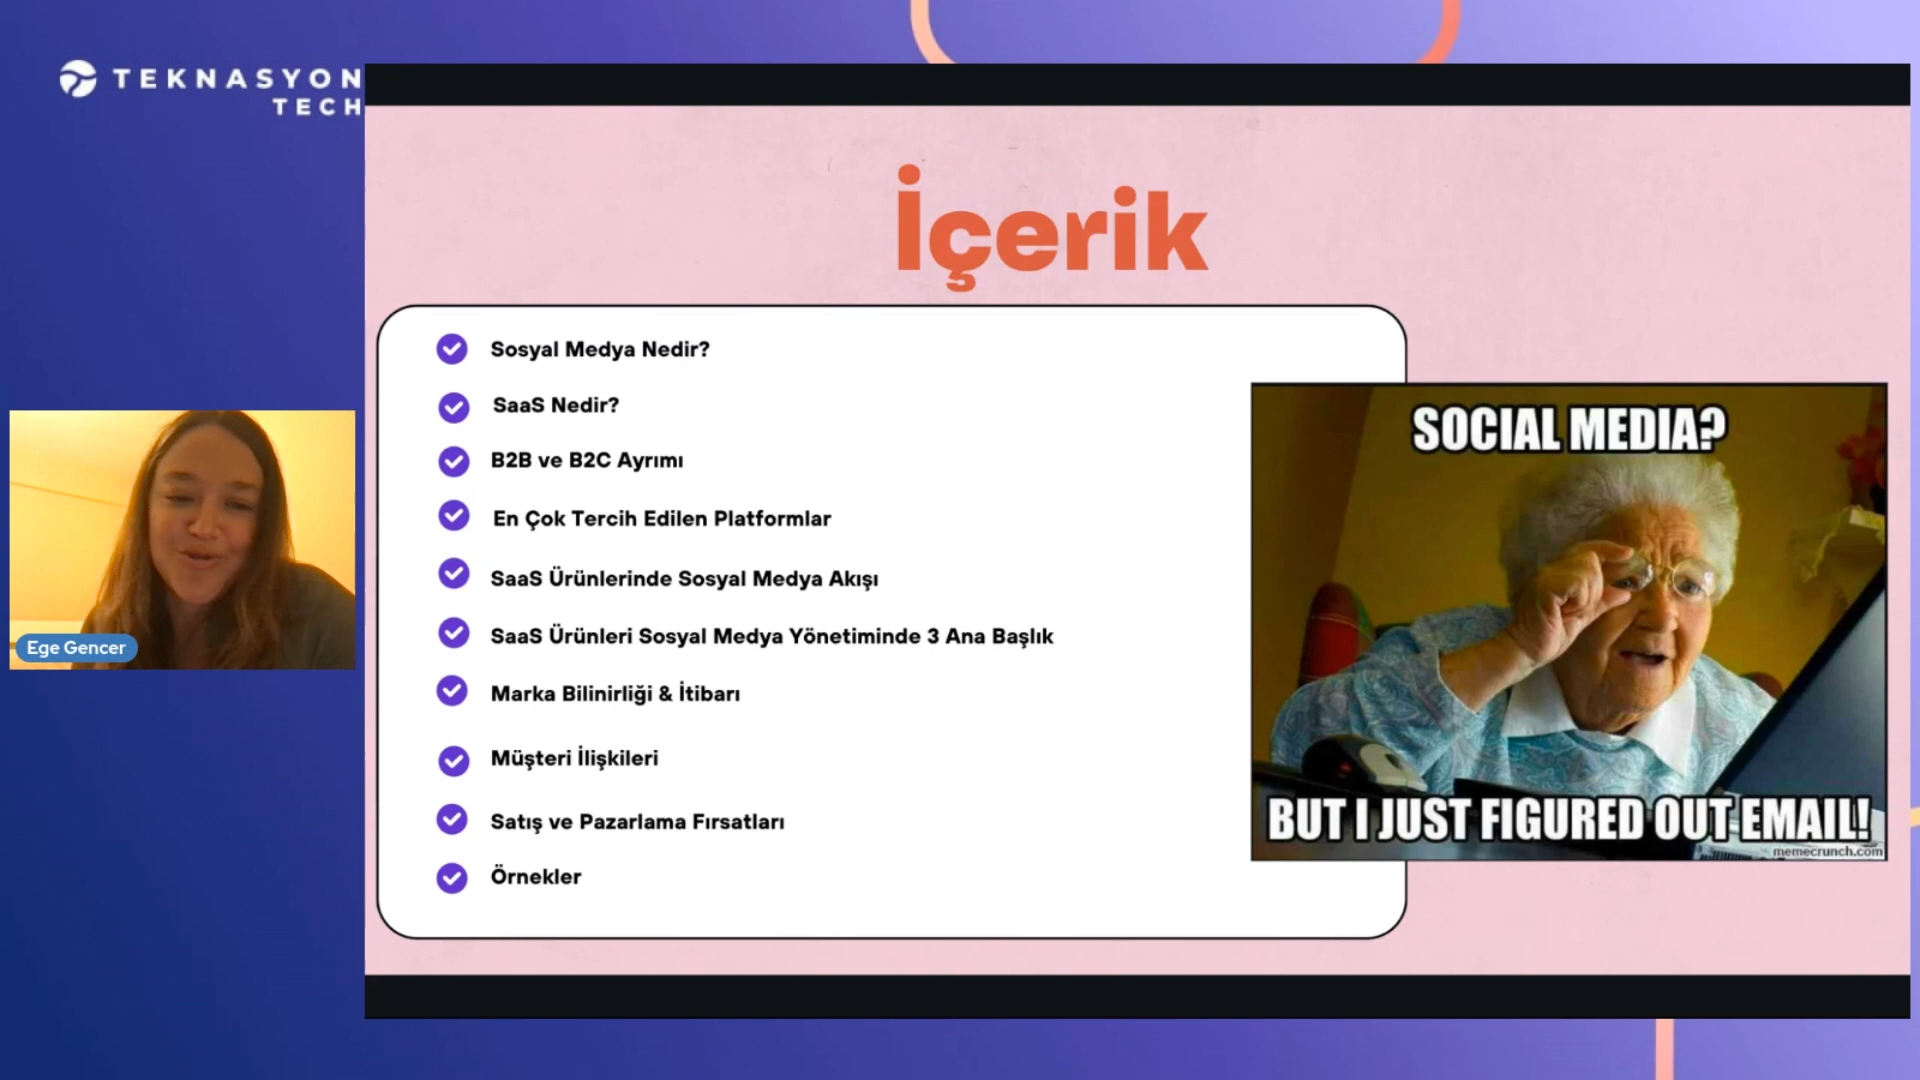 TEKNASYON
TECH
İçerik
Sosyal Medya Nedir?
SaaS Nedir?
B2B ve B2C Ayrımı
En Çok Tercih Edilen Platformlar
SaaS Ürünlerinde Sosyal Medya Akışı
SaaS Ürünleri Sosyal Medya Yönetiminde 3 Ana Başlık
Marka Bilinirliği & İtibarı
Müşteri İlişkileri
Satış ve Pazarlama Fırsatları
Örnekler
SOCIAL MEDIA?
BUT I JUST FIGURED OUT EMAIL!
memecrunch.com
Ege Gencer